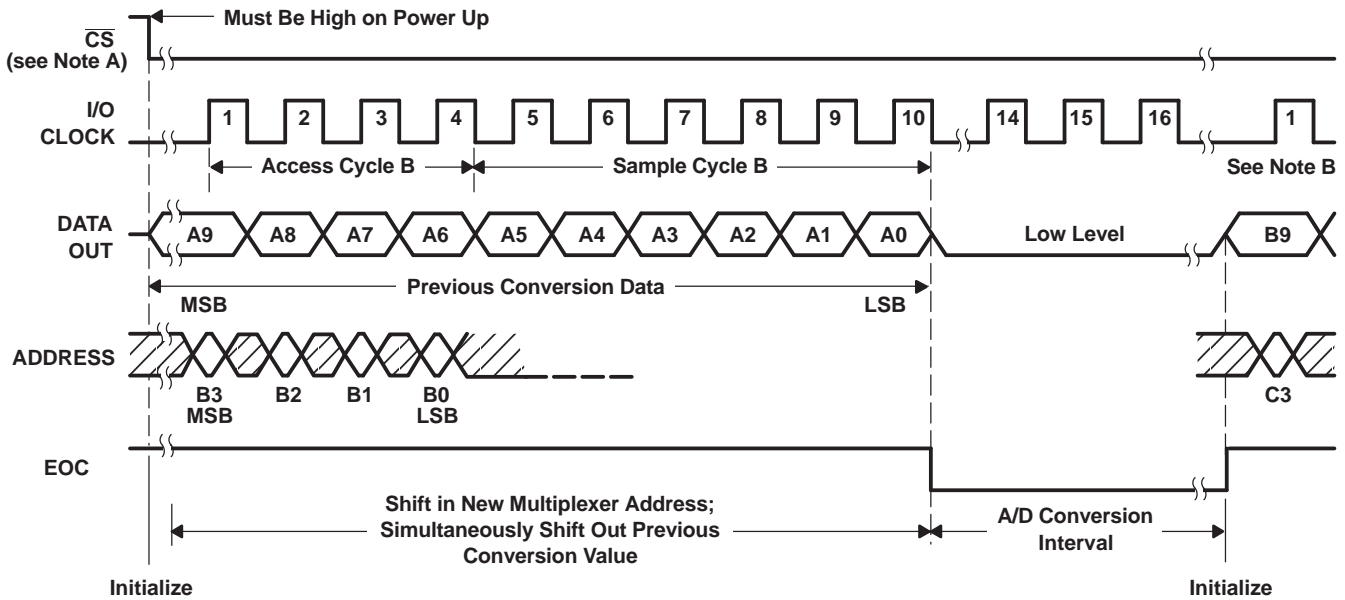 Must Be High on Power Up
CS
(see Note A)
I/O
CLOCK
1 2 3 4 5 6 7 8 9 10 14 15 16 1
Access Cycle B Sample Cycle B See Note B
DATA
OUT
A9 A8 A7 A6 A5 A4 A3 A2 A1 A0 Low Level B9
Previous Conversion Data
MSB LSB
ADDRESS
B3 B2 B1 B0 C3
MSB LSB
EOC
Shift in New Multiplexer Address;
Simultaneously Shift Out Previous
Conversion Value
A/D Conversion
Interval
Initialize Initialize